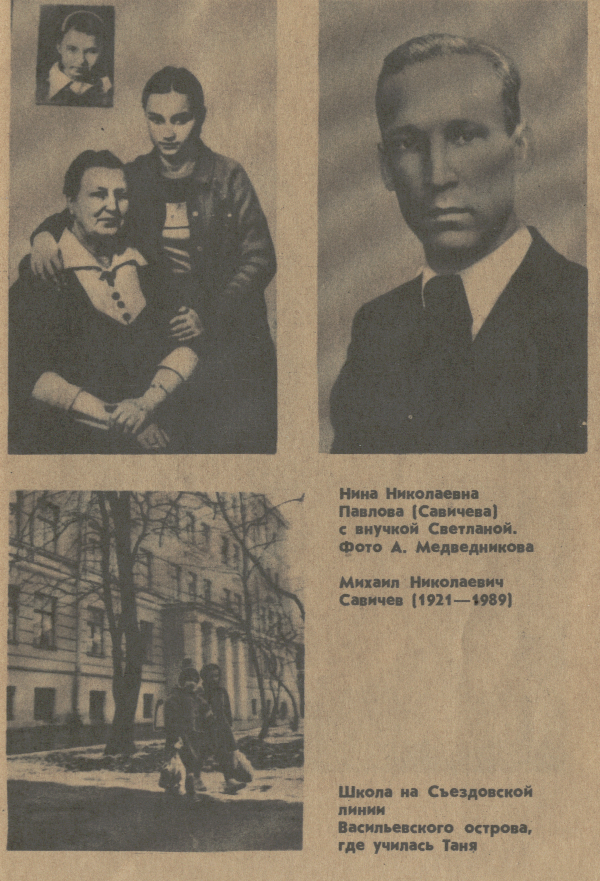 Нина Николаевна
Павлова (Савичева)
с внучкой Светланой.
Фото А. Медведникова
Михаил Николаевич
Савичев (1921—1989)
Школа на Съездовской
линии
Васильевского острова,
где училась Таня